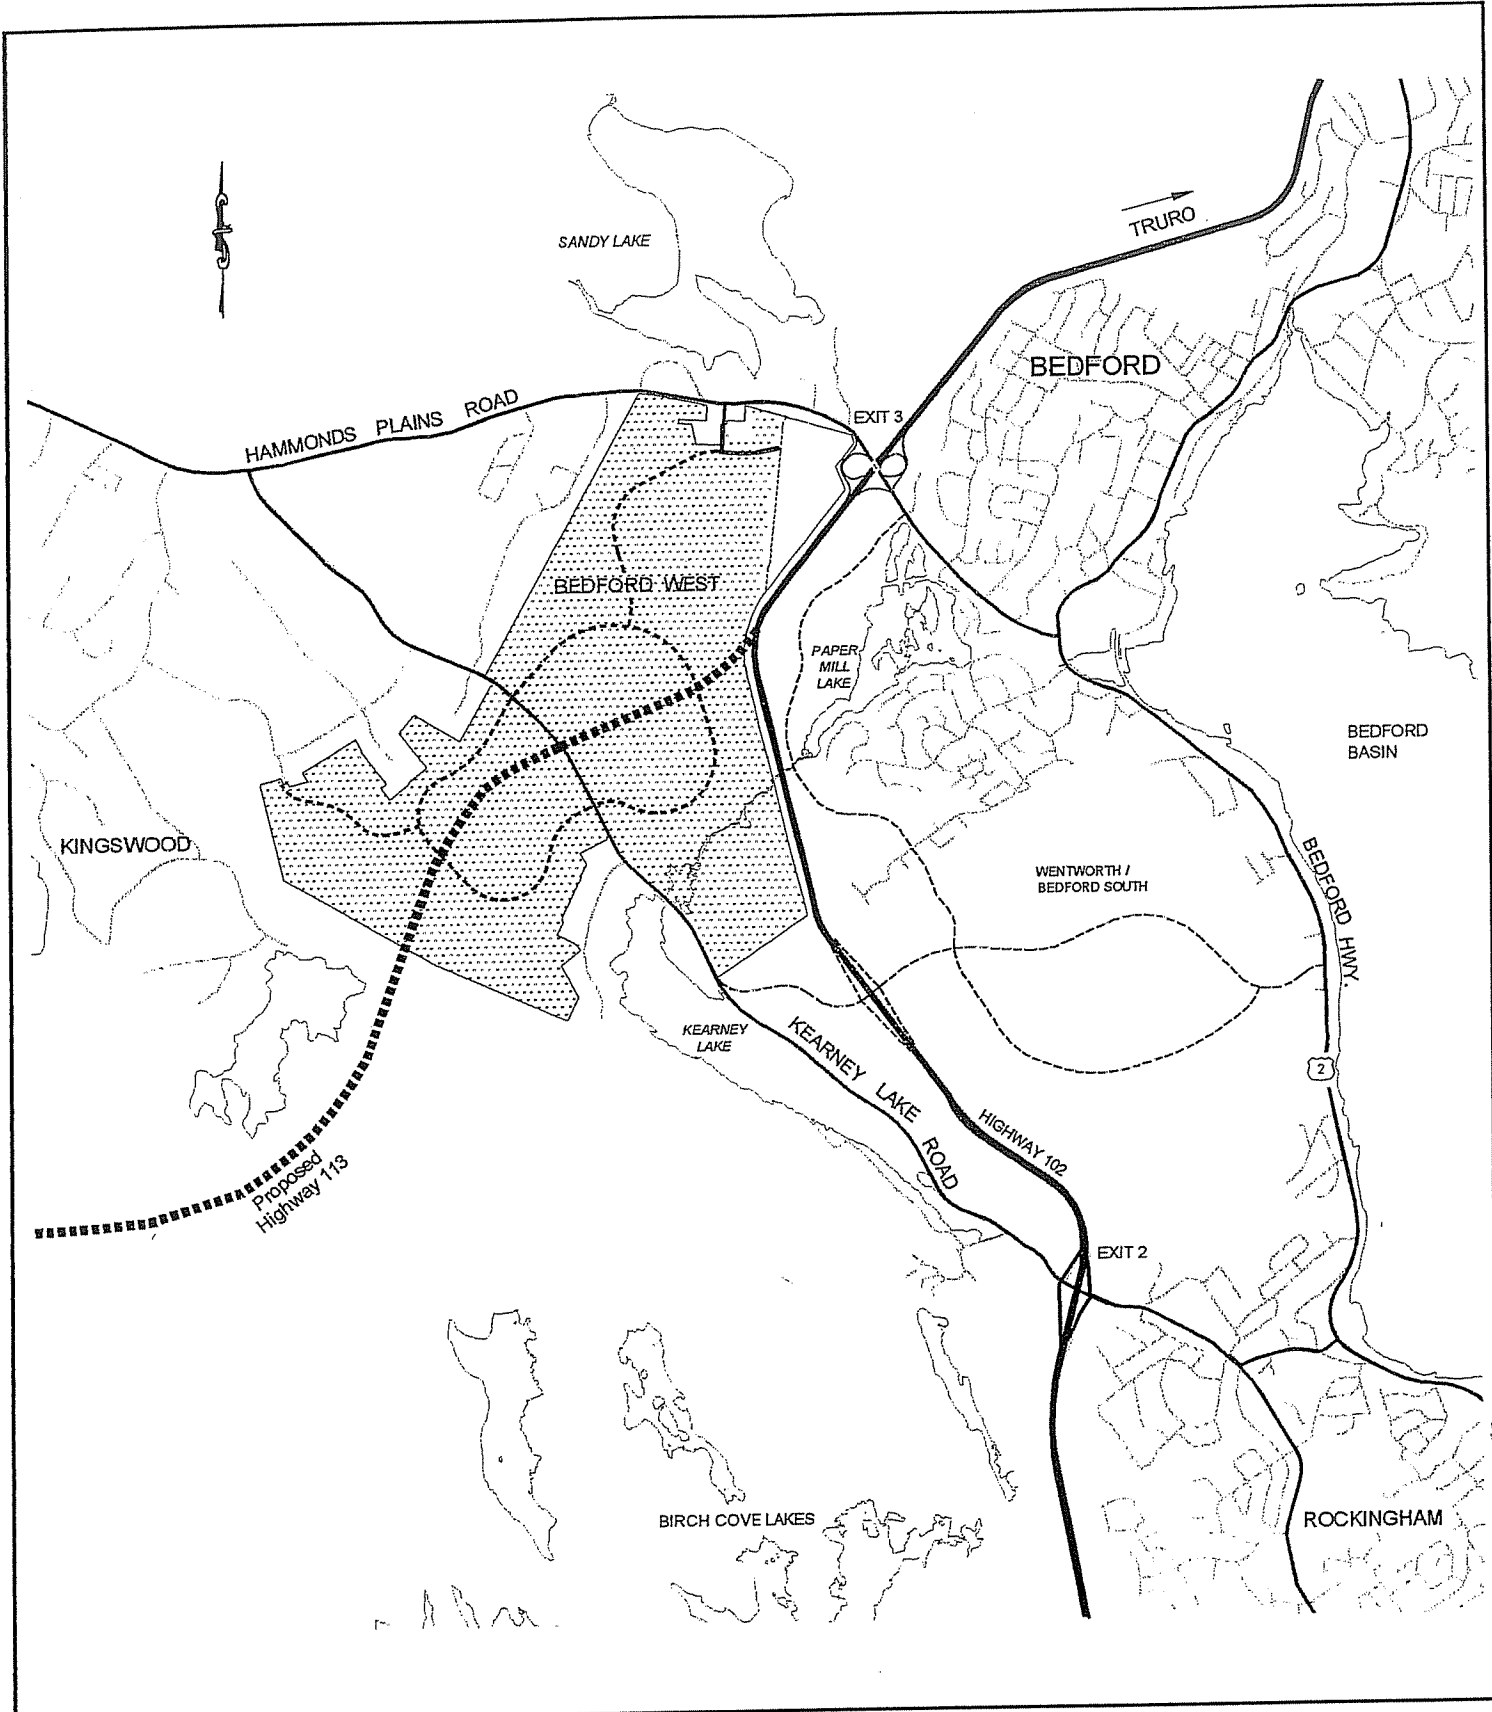 SANDY LAKE
TRURO
BEDFORD
HAMMONDS PLAINS ROAD
EXIT 3
BEDFORD WEST
PAPER
MILL
LAKE
BEDFORD
BASIN
KINGSWOOD
WENTWORTH /
BEDFORD SOUTH
BEDFORD HWY.
KEARNEY
LAKE
KEARNEY LAKE ROAD
2
HIGHWAY 102
Proposed
Highway 113
EXIT 2
BIRCH COVE LAKES
ROCKINGHAM